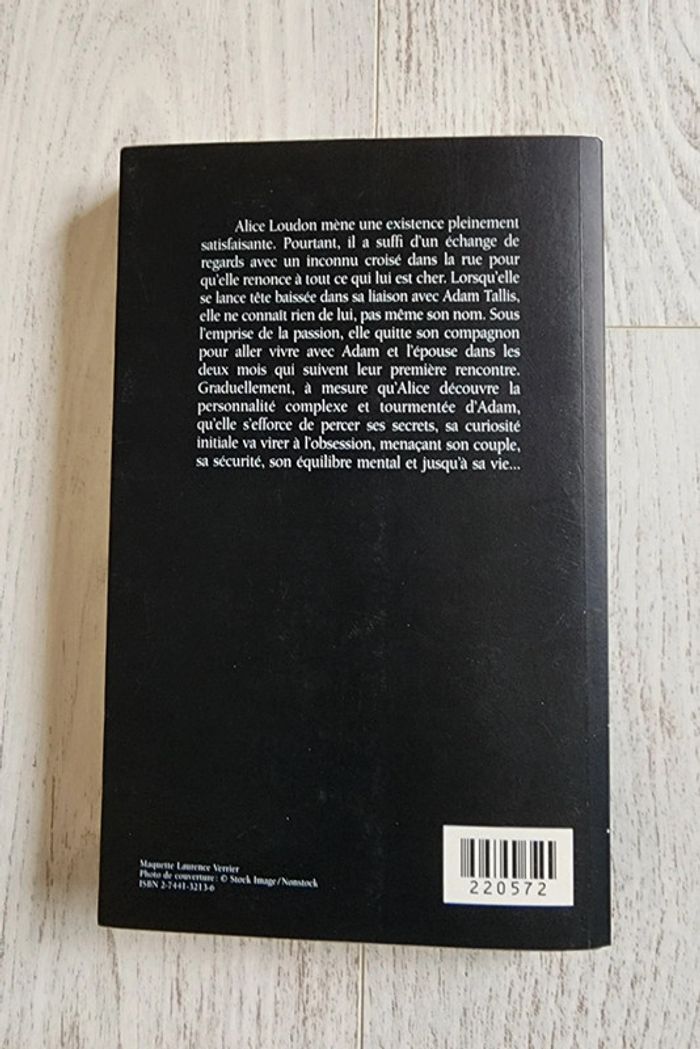 Alice Loudon mène une existence pleinement
satisfaisante. Pourtant, il a suffi d'un échange de
regards avec un inconnu croisé dans la rue pour
qu'elle renonce à tout ce qui lui est cher. Lorsqu'elle
se lance tête baissée dans sa liaison avec Adam Tallis,
elle ne connaît rien de lui, pas même son nom. Sous
l'emprise de la passion, elle quitte son compagnon
pour aller vivre avec Adam et l'épouse dans les
deux mois qui suivent leur première rencontre.
Graduellement, à mesure qu'Alice découvre la
personnalité complexe et tourmentée d'Adam,
qu'elle s'efforce de percer ses secrets, sa curiosité
initiale va virer à l'obsession, menaçant son couple,
sa sécurité, son équilibre mental et jusqu'à sa vie...
Maquette Laurence Verrier
Photo de couverture : © Stock Image / Nonstock
ISBN 2-7441-3213-6
220572